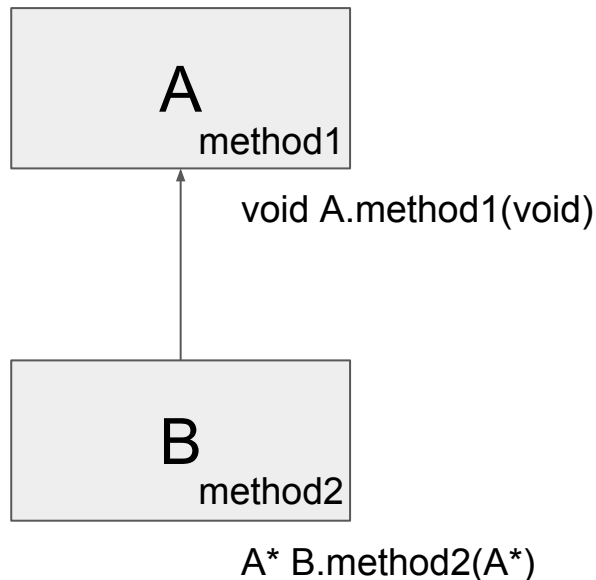 A
method1
void A.method1(void)
B
method2
A* B.method2(A*)